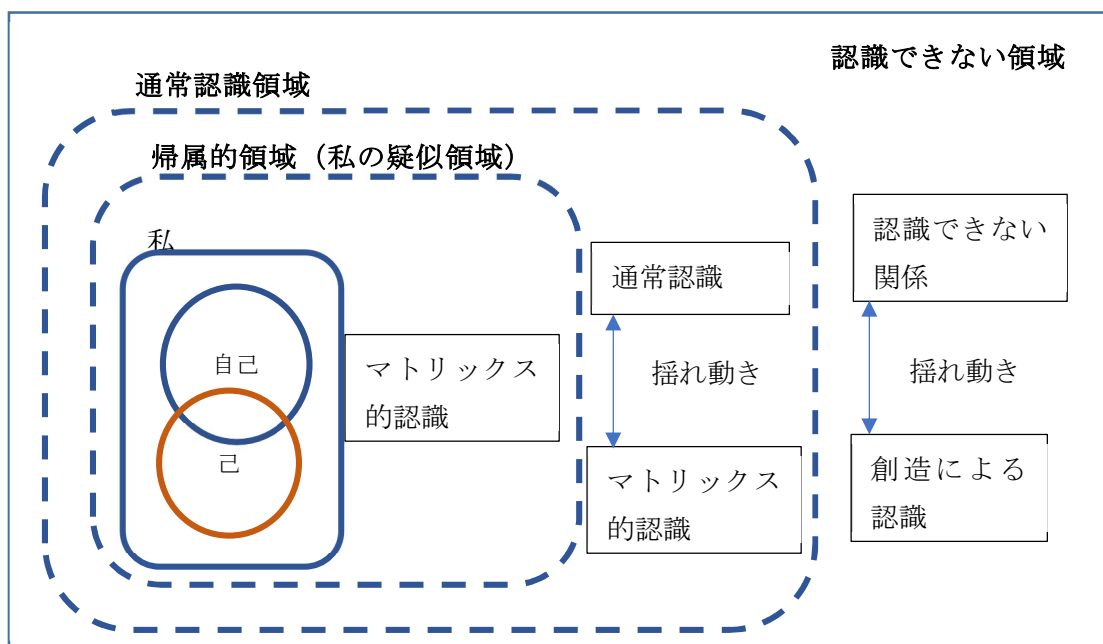 認識できない領域
通常認識領域
帰属的領域（私の疑似領域）
私
自己
己
マトリックス
的認識
通常認識
揺れ動き
マトリックス
的認識
認識できない
関係
揺れ動き
創造による
認識